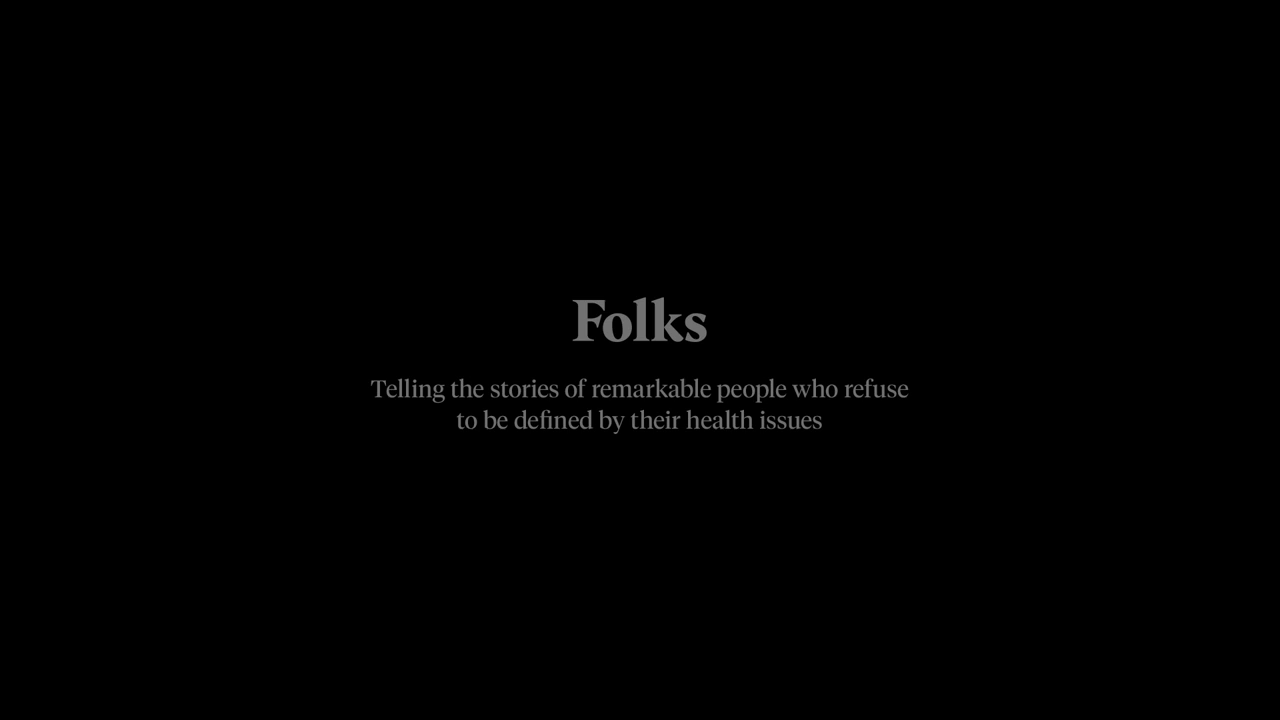 Folks
Telling the stories of remarkable people who refuse
to be defined by their health issues